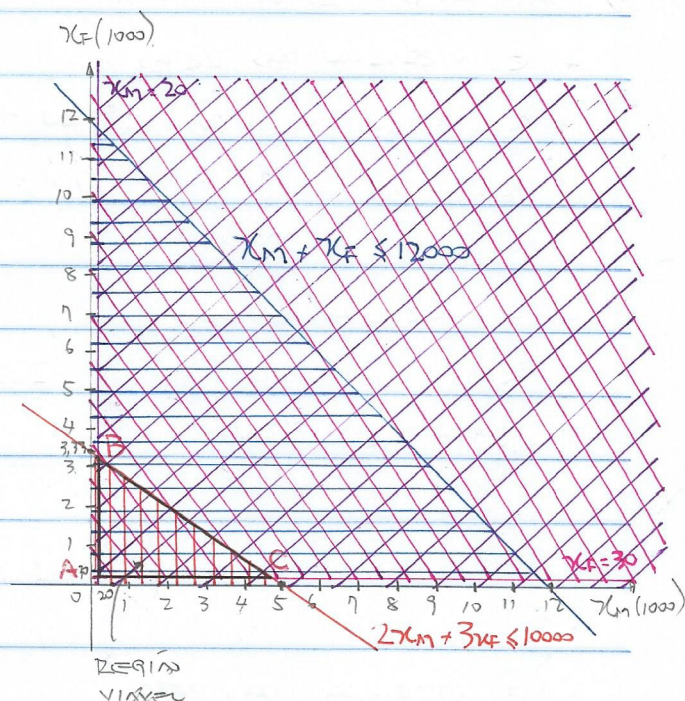 xF (1000)
xM = 20
12
11
10
9
xM + xF ≤ 12000
8
7
6
5
4
3,33
B
3
2
1
xF = 30
A
C
0 20 1 2 3 4 5 6 7 8 9 10 11 12 xM (1000)
2xM + 3xF ≤ 10000
REGIÃO
VIÁVEL